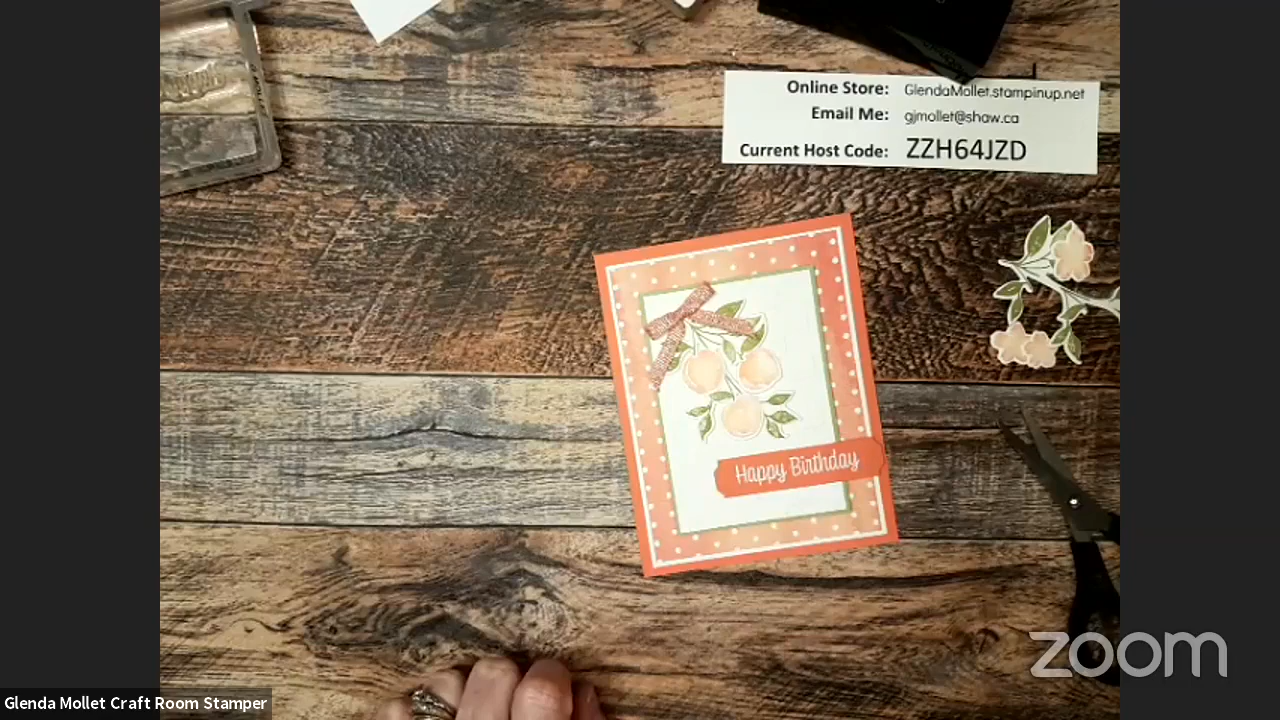 Online Store: GlendaMollet.stampinup.net
Email Me: gjmollet@shaw.ca
Current Host Code: ZZH64JZD
Happy Birthday
zoom
Glenda Mollet Craft Room Stamper